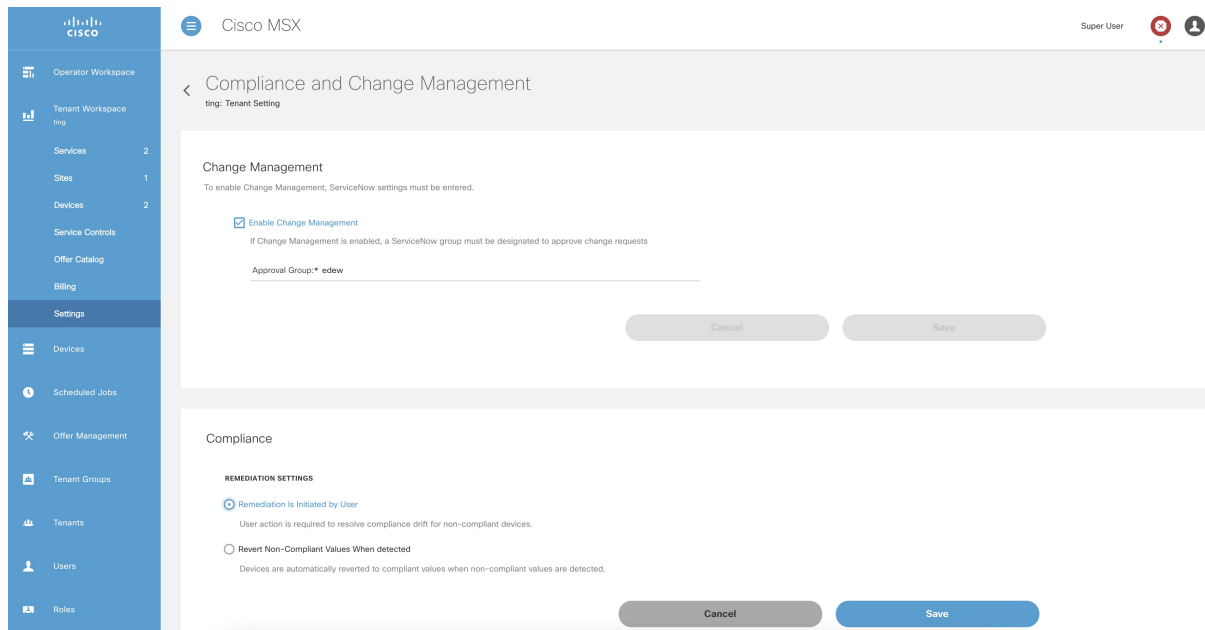 CISCO
Cisco MSX
Super User
Operator Workspace
Tenant Workspace
ting
Services 2
Sites 1
Devices 2
Service Controls
Offer Catalog
Billing
Settings
Devices
Scheduled Jobs
Offer Management
Tenant Groups
Tenants
Users
Roles
Compliance and Change Management
ting: Tenant Setting
Change Management
To enable Change Management, ServiceNow settings must be entered.
Enable Change Management
If Change Management is enabled, a ServiceNow group must be designated to approve change requests
Approval Group:* edew
Cancel Save
Compliance
REMEDIATION SETTINGS
Remediation Is Initiated by User
User action is required to resolve compliance drift for non-compliant devices.
Revert Non-Compliant Values When detected
Devices are automatically reverted to compliant values when non-compliant values are detected.
Cancel Save